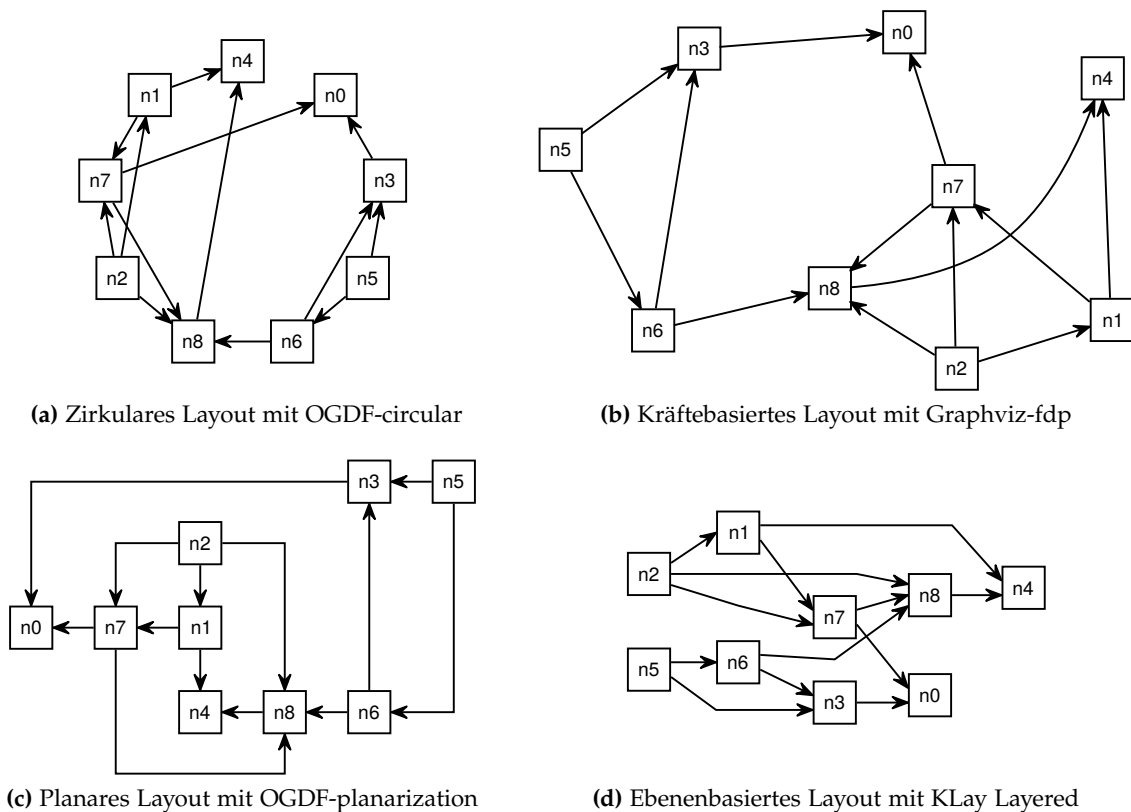 n4
n1
n0
n7
n3
n2
n5
n8
n6
(a) Zirkulares Layout mit OGDF-circular
n0
n3
n4
n5
n7
n8
n6
n1
n2
(b) Kräftebasiertes Layout mit Graphviz-fdp
n3
n5
n2
n0
n7
n1
n4
n8
n6
(c) Planares Layout mit OGDF-planarization
n1
n2
n4
n8
n7
n5
n6
n3
n0
(d) Ebenenbasiertes Layout mit KLay Layered